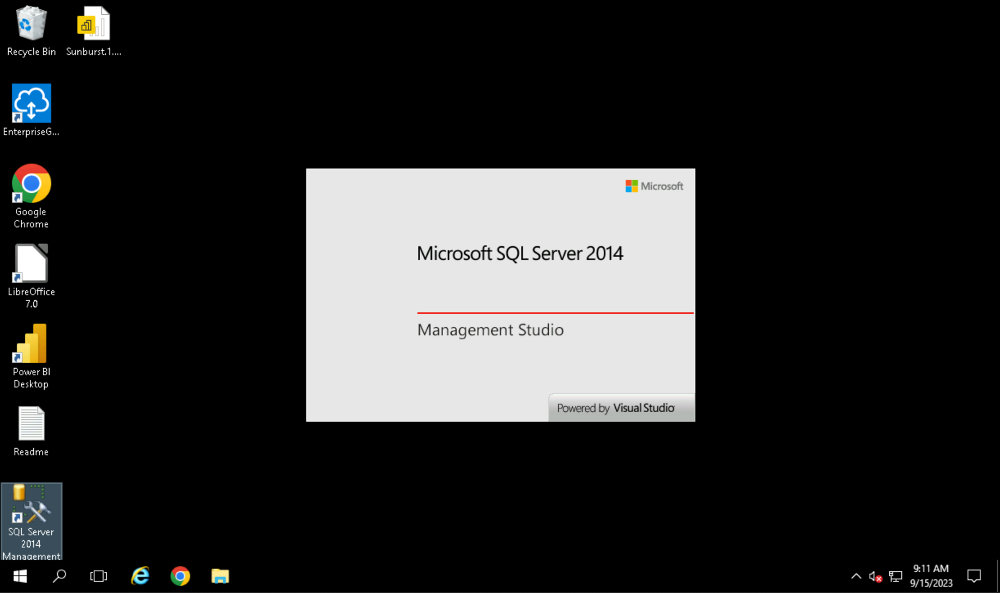 Recycle Bin
Sunburst.1....
EnterpriseG...
Google
Chrome
LibreOffice
7.0
Power BI
Desktop
Readme
SQL Server
2014
Management
Microsoft
Microsoft SQL Server 2014
Management Studio
Powered by Visual Studio
9:11 AM
9/15/2023